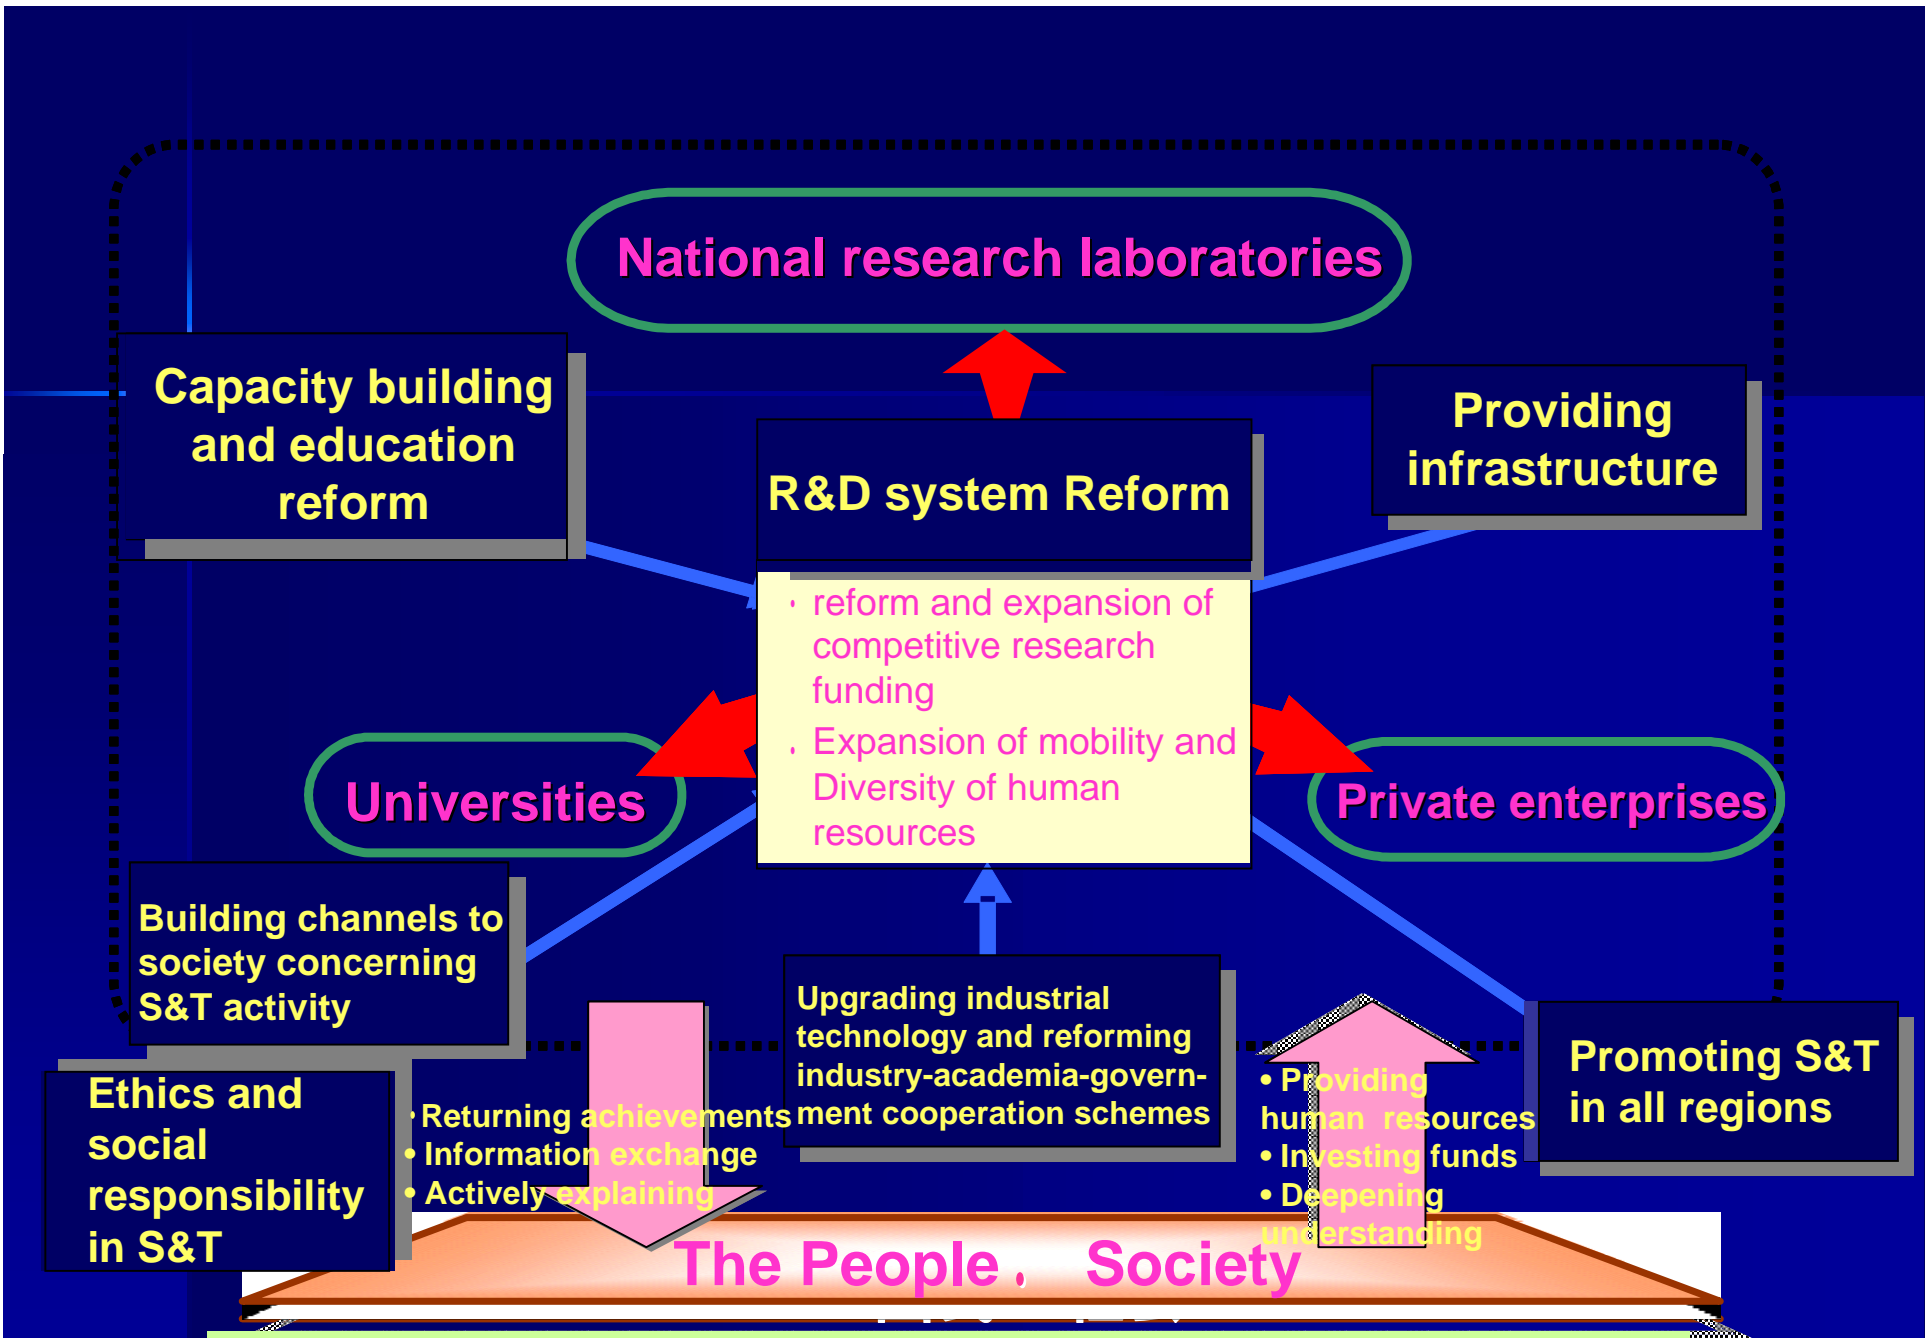 National research laboratories
Capacity building
and education
reform
Providing
infrastructure
R&D system Reform
• reform and expansion of
competitive research
funding
• Expansion of mobility and
Diversity of human
resources
Universities
Private enterprises
Building channels to
society concerning
S&T activity
Upgrading industrial
technology and reforming
industry-academia-govern-
ment cooperation schemes
Promoting S&T
in all regions
Ethics and
social
responsibility
in S&T
• Returning achievements
• Information exchange
• Actively explaining
• Providing
human resources
• Investing funds
• Deepening
understanding
The People . Society